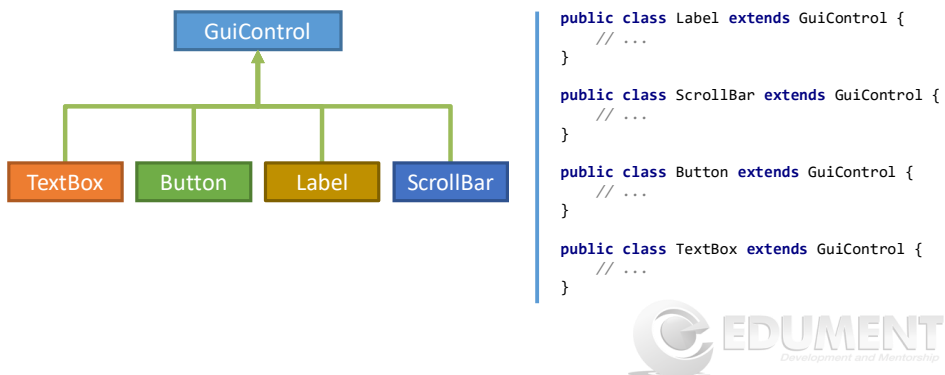 GuiControl
TextBox
Button
Label
ScrollBar
public class Label extends GuiControl {
    // ...
}
public class ScrollBar extends GuiControl {
    // ...
}
public class Button extends GuiControl {
    // ...
}
public class TextBox extends GuiControl {
    // ...
}
EDUMENT
Development and Mentorship